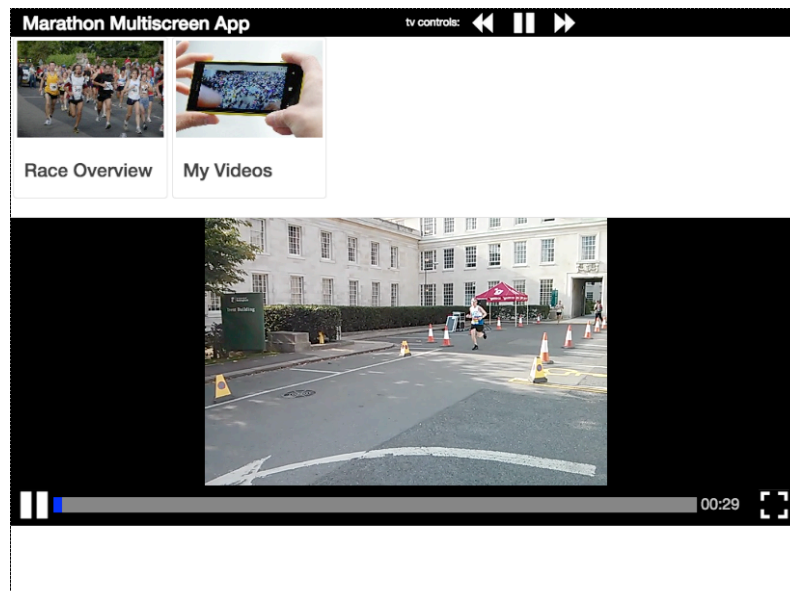 Marathon Multiscreen App
tv controls:
Race Overview
My Videos
00:29